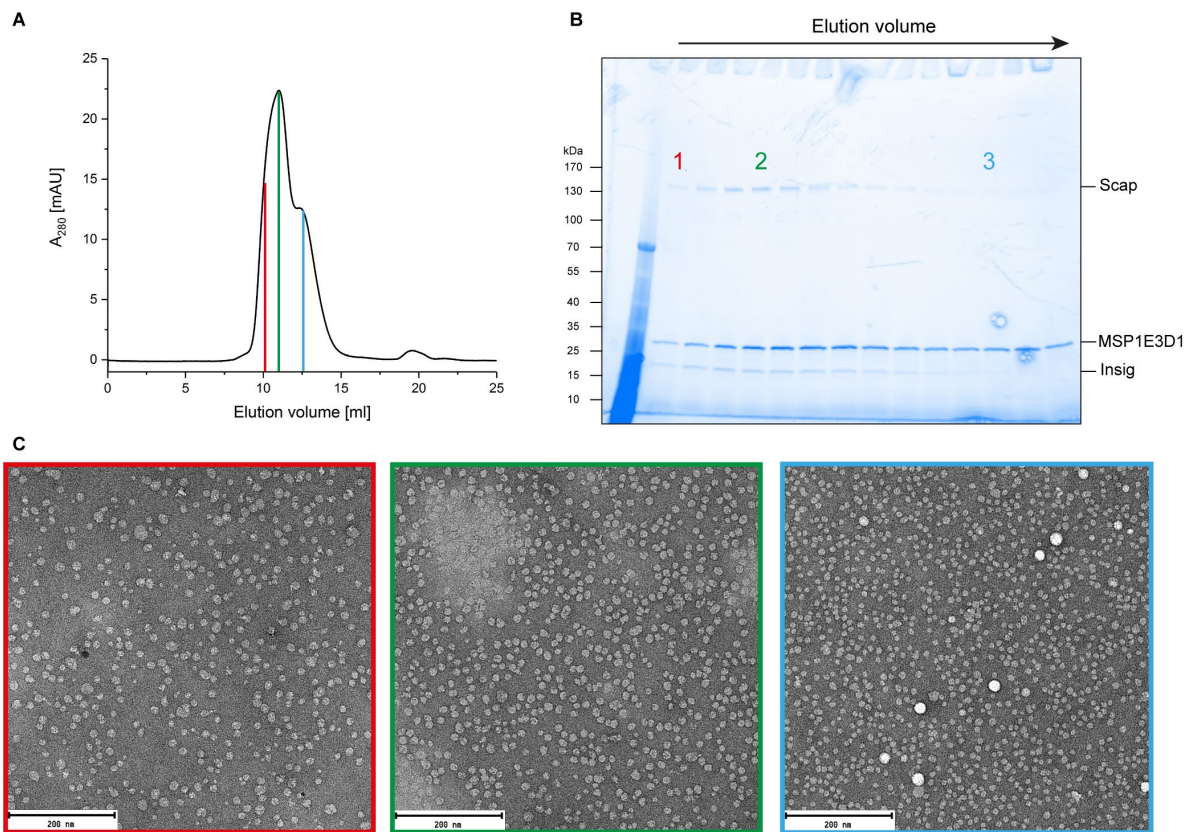 A
B
Elution volume
25
20
15
10
5
0
A280 [mAU]
0 5 10 15 20 25
Elution volume [ml]
kDa
170
130
100
70
55
40
35
25
15
10
1 2 3
Scap
MSP1E3D1
Insig
C
200 nm
200 nm
200 nm